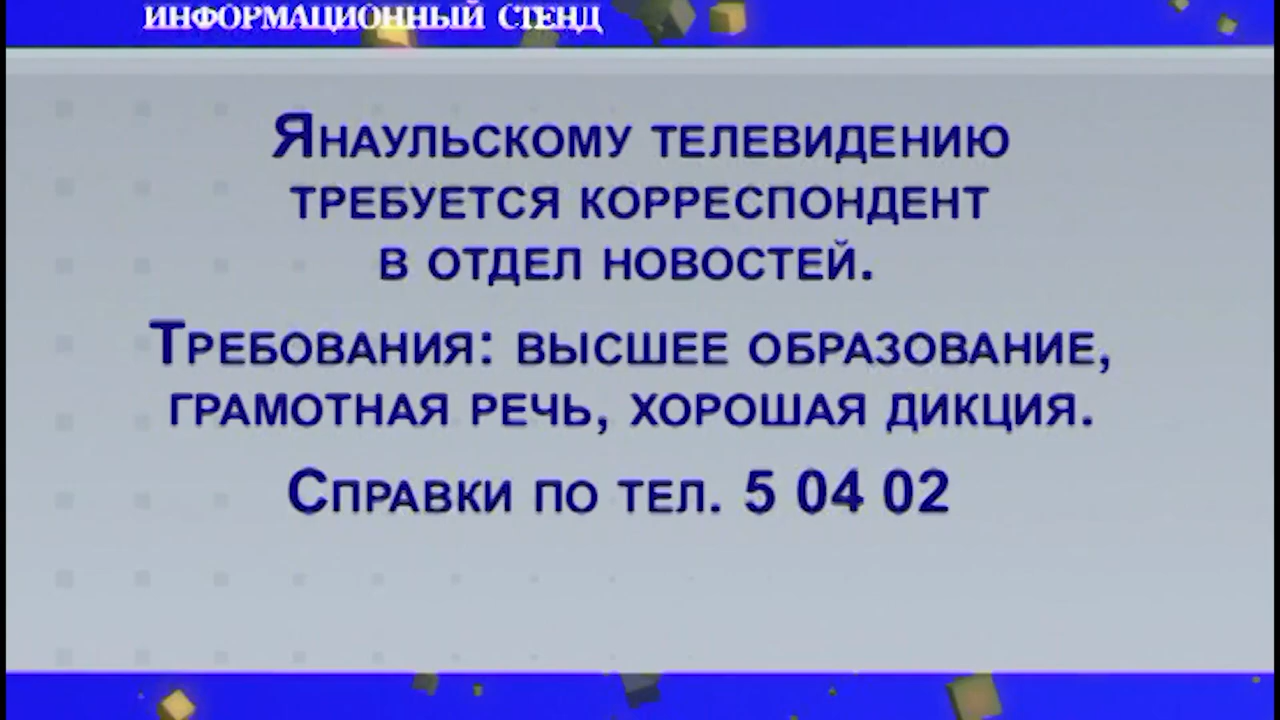 ИНФОРМАЦИОННЫЙ СТЕНД
Янаульскому телевидению
требуется корреспондент
в отдел новостей.
Требования: высшее образование,
грамотная речь, хорошая дикция.
Справки по тел. 5 04 02